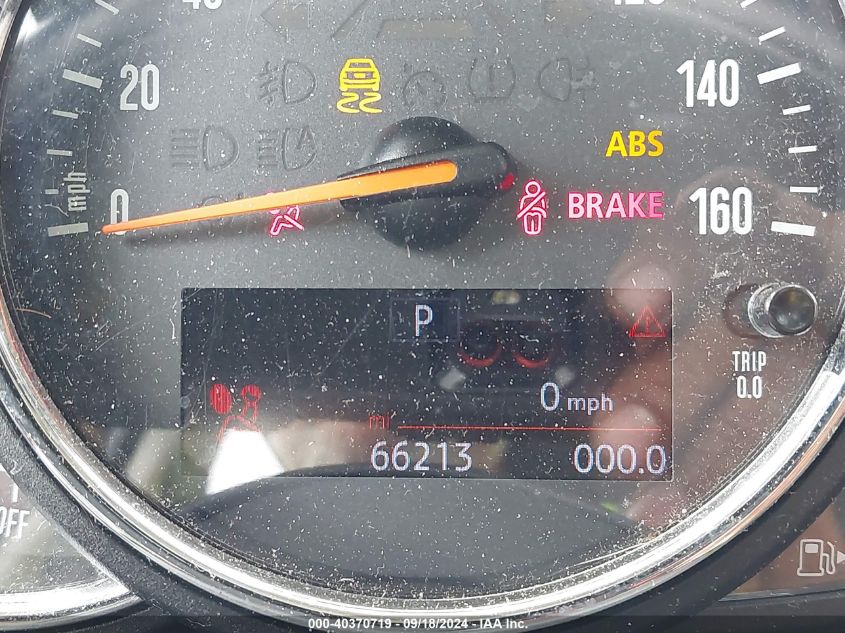 20
140
ABS
mph
0
BRAKE
160
P
TRIP
0.0
0 mph
mi
66213 000.0
OFF
000-40370719 - 09/18/2024 - IAA Inc.